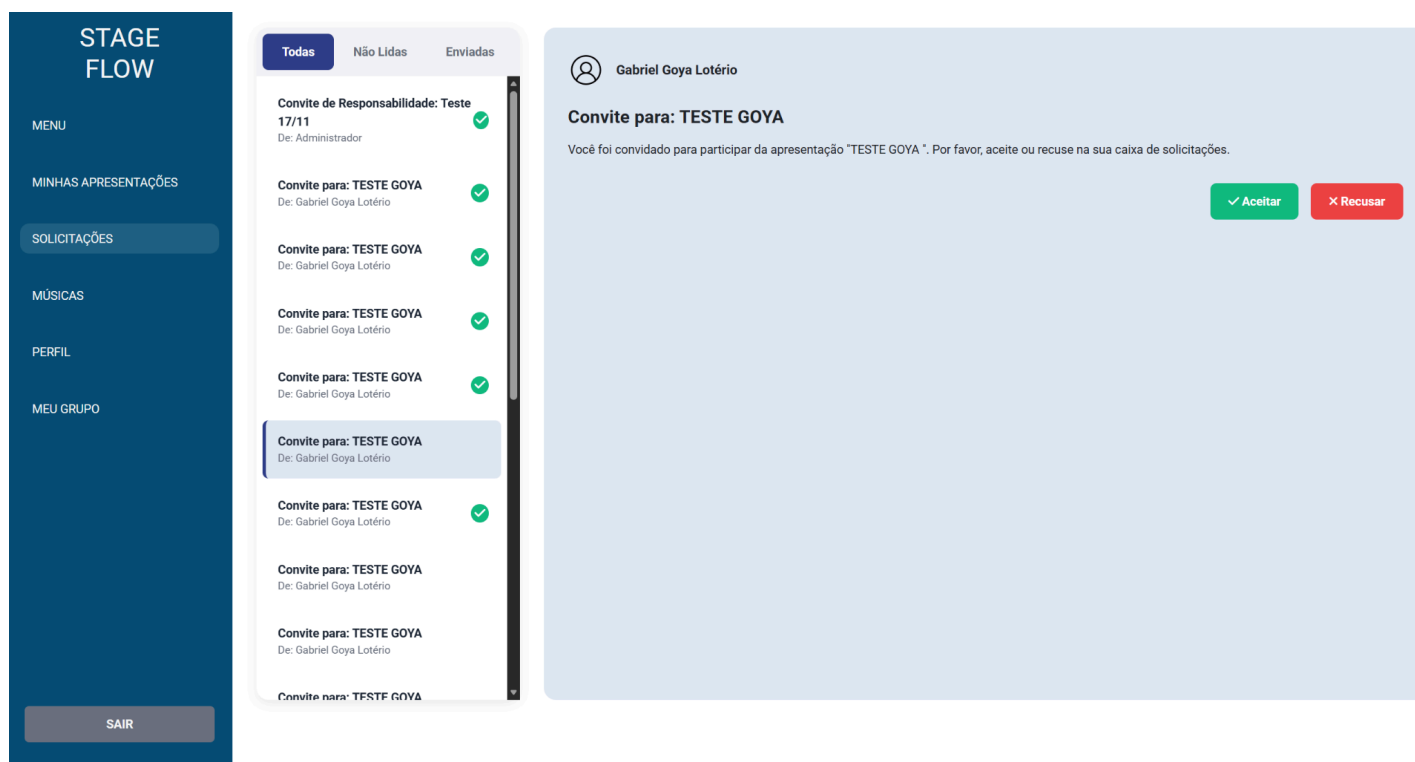 STAGE
FLOW
MENU
MINHAS APRESENTAÇÕES
SOLICITAÇÕES
MÚSICAS
PERFIL
MEU GRUPO
SAIR
Todas
Não Lidas
Enviadas
Convite de Responsabilidade: Teste
17/11
De: Administrador
Convite para: TESTE GOYA
De: Gabriel Goya Lotério
Convite para: TESTE GOYA
De: Gabriel Goya Lotério
Convite para: TESTE GOYA
De: Gabriel Goya Lotério
Convite para: TESTE GOYA
De: Gabriel Goya Lotério
Convite para: TESTE GOYA
De: Gabriel Goya Lotério
Convite para: TESTE GOYA
De: Gabriel Goya Lotério
Convite para: TESTE GOYA
De: Gabriel Goya Lotério
Convite para: TESTE GOYA
De: Gabriel Goya Lotério
Convite para: TESTE GOYA
Gabriel Goya Lotério
Convite para: TESTE GOYA
Você foi convidado para participar da apresentação "TESTE GOYA ". Por favor, aceite ou recuse na sua caixa de solicitações.
Aceitar
Recusar